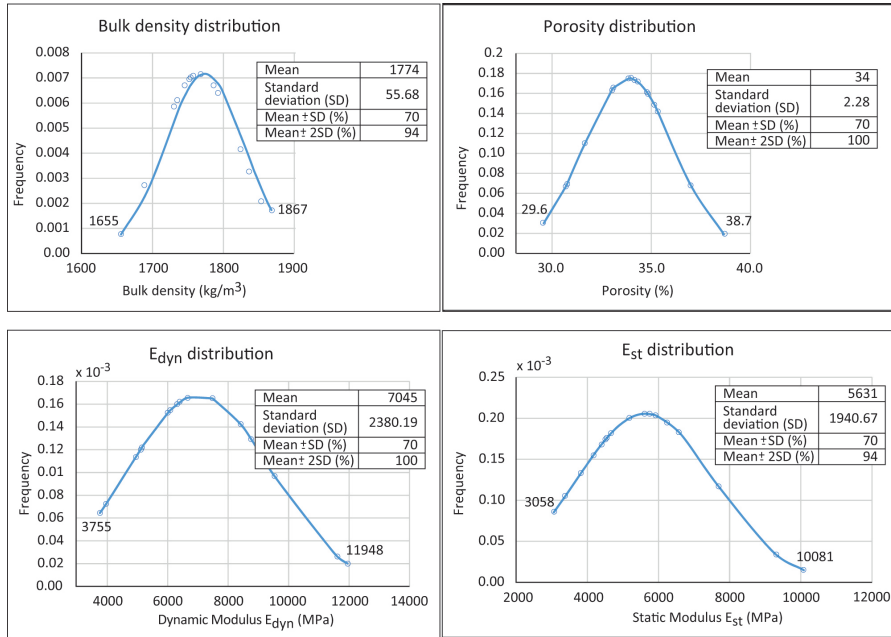 Bulk density distribution
0.008
0.007
0.006
0.005
0.004
0.003
0.002
0.001
0.00
Frequency
1655
1867
Mean 1774
Standard deviation (SD) 55.68
Mean ±SD (%) 70
Mean± 2SD (%) 94
1600 1700 1800 1900
Bulk density (kg/m³)
Porosity distribution
0.2
0.18
0.16
0.14
0.12
0.10
0.08
0.06
0.04
0.02
0.00
Frequency
29.6
38.7
Mean 34
Standard deviation (SD) 2.28
Mean ±SD (%) 70
Mean± 2SD (%) 100
30.0 35.0 40.0
Porosity (%)
Edyn distribution
x 10⁻³
0.18
0.16
0.14
0.12
0.10
0.08
0.06
0.04
0.02
0.00
Frequency
3755
11948
Mean 7045
Standard deviation (SD) 2380.19
Mean ±SD (%) 70
Mean± 2SD (%) 100
4000 6000 8000 10000 12000 14000
Dynamic Modulus Edyn (MPa)
Est distribution
x 10⁻³
0.25
0.20
0.15
0.10
0.05
0.00
Frequency
3058
10081
Mean 5631
Standard deviation (SD) 1940.67
Mean ±SD (%) 70
Mean± 2SD (%) 94
2000 4000 6000 8000 10000 12000
Static Modulus Est (MPa)